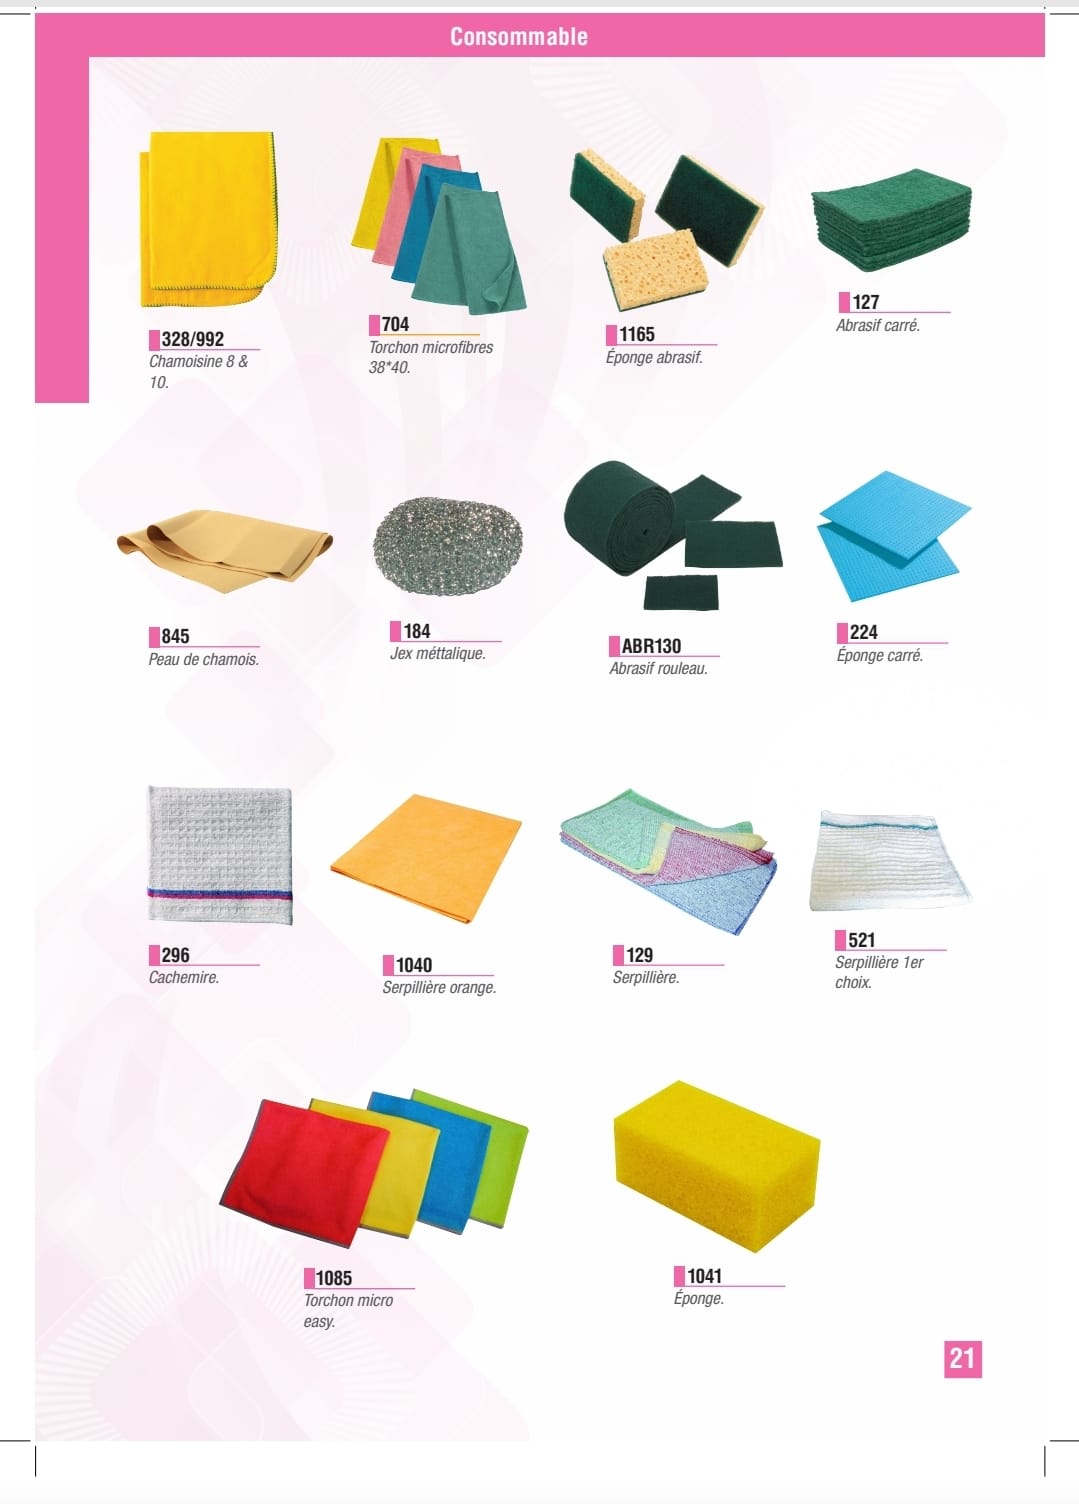 Consommable
328/992
Chamoisine 8 &
10.
704
Torchon microfibres
38*40.
1165
Éponge abrasif.
127
Abrasif carré.
845
Peau de chamois.
184
Jex méttalique.
ABR130
Abrasif rouleau.
224
Éponge carré.
296
Cachemire.
1040
Serpillière orange.
129
Serpillière.
521
Serpillière 1er
choix.
1085
Torchon micro
easy.
1041
Éponge.
21